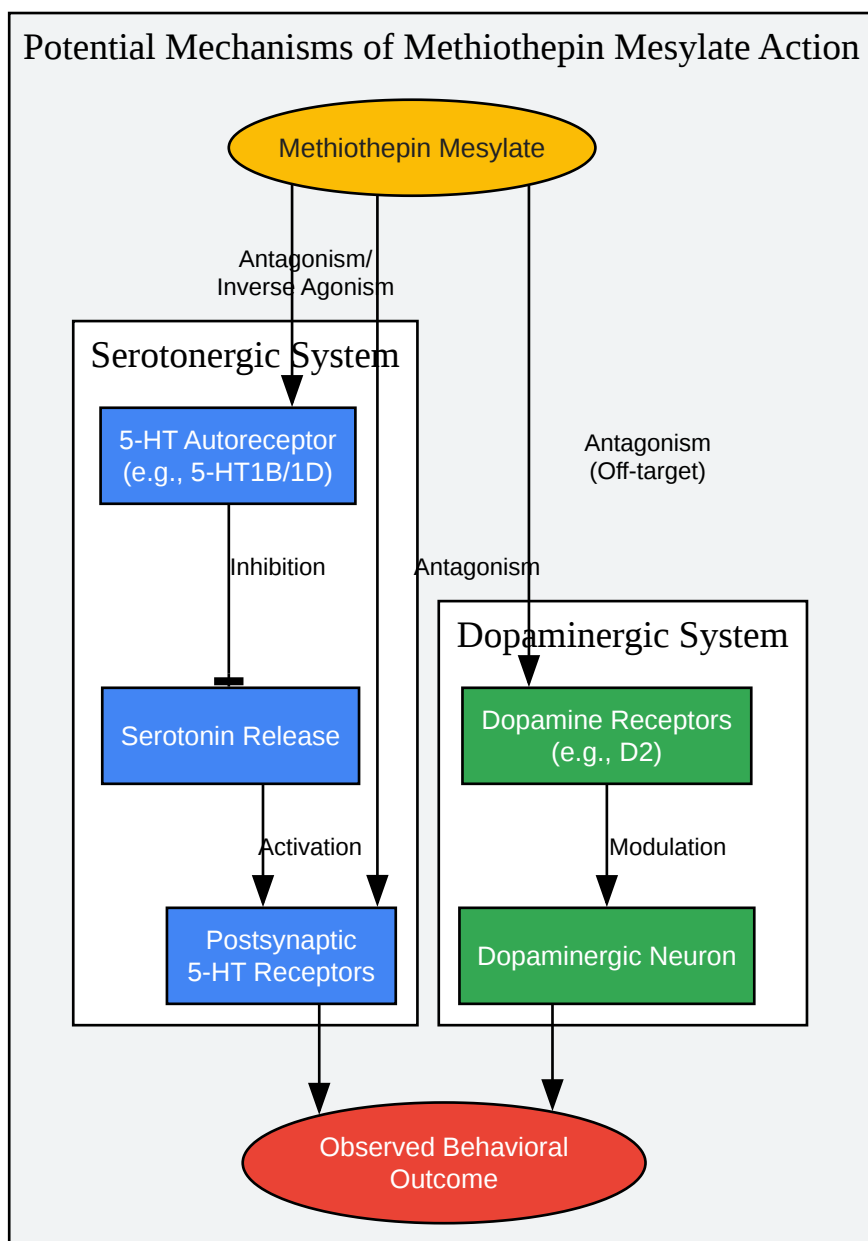 Potential Mechanisms of Methiothepin Mesylate Action
Methiothepin Mesylate
Antagonism/
Inverse Agonism
Serotonergic System
5-HT Autoreceptor
(e.g., 5-HT1B/1D)
Antagonism
(Off-target)
Inhibition
Antagonism
Dopaminergic System
Serotonin Release
Dopamine Receptors
(e.g., D2)
Activation
Modulation
Postsynaptic
5-HT Receptors
Dopaminergic Neuron
Observed Behavioral
Outcome